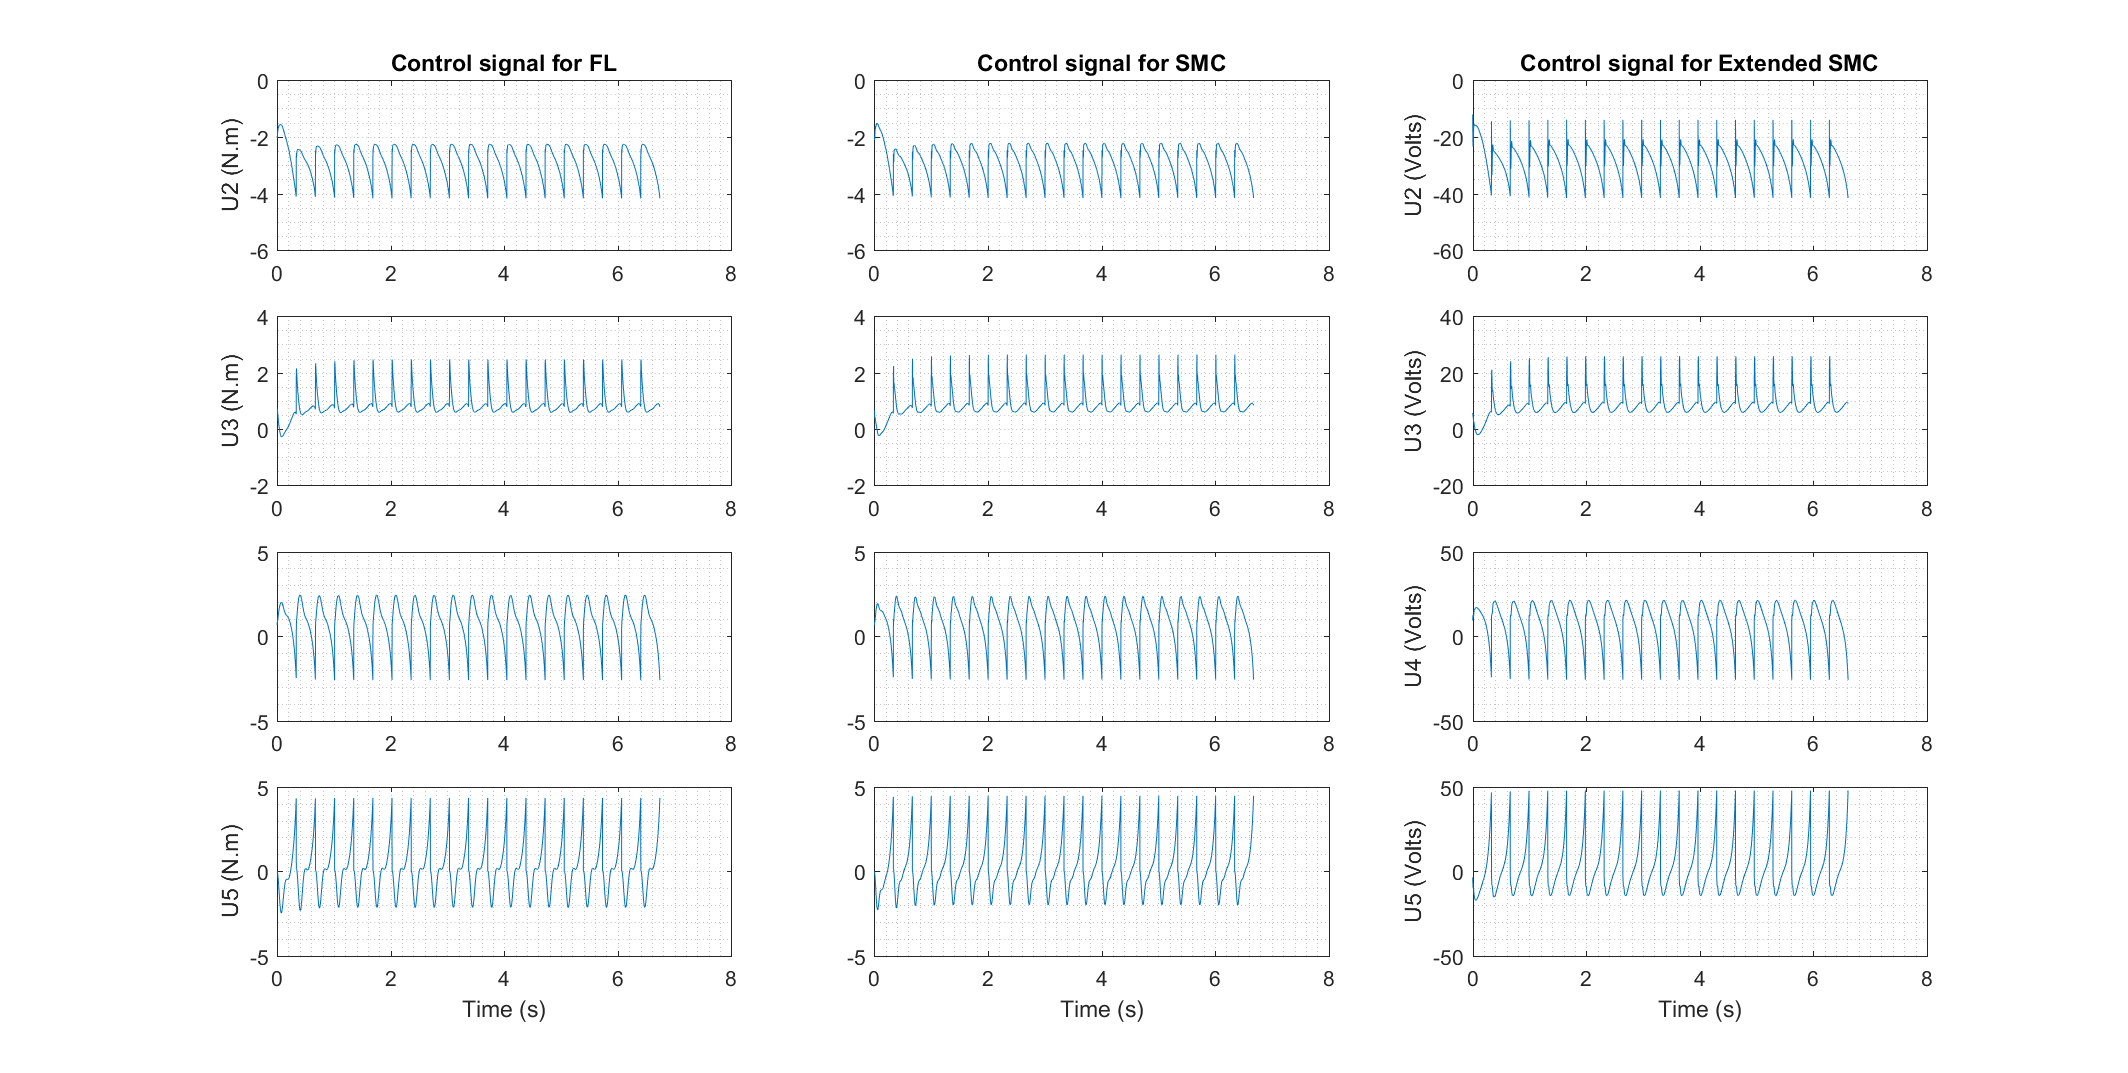 Control signal for FL
Control signal for SMC
Control signal for Extended SMC
0
-2
-4
-6
U2 (N.m)
0 2 4 6 8
0
-2
-4
-6
0 2 4 6 8
0
-20
-40
-60
U2 (Volts)
0 2 4 6 8
4
2
0
-2
U3 (N.m)
0 2 4 6 8
4
2
0
-2
0 2 4 6 8
40
20
0
-20
U3 (Volts)
0 2 4 6 8
5
0
-5
0 2 4 6 8
5
0
-5
0 2 4 6 8
50
0
-50
U4 (Volts)
0 2 4 6 8
5
0
-5
U5 (N.m)
0 2 4 6 8
Time (s)
5
0
-5
0 2 4 6 8
Time (s)
50
0
-50
U5 (Volts)
0 2 4 6 8
Time (s)